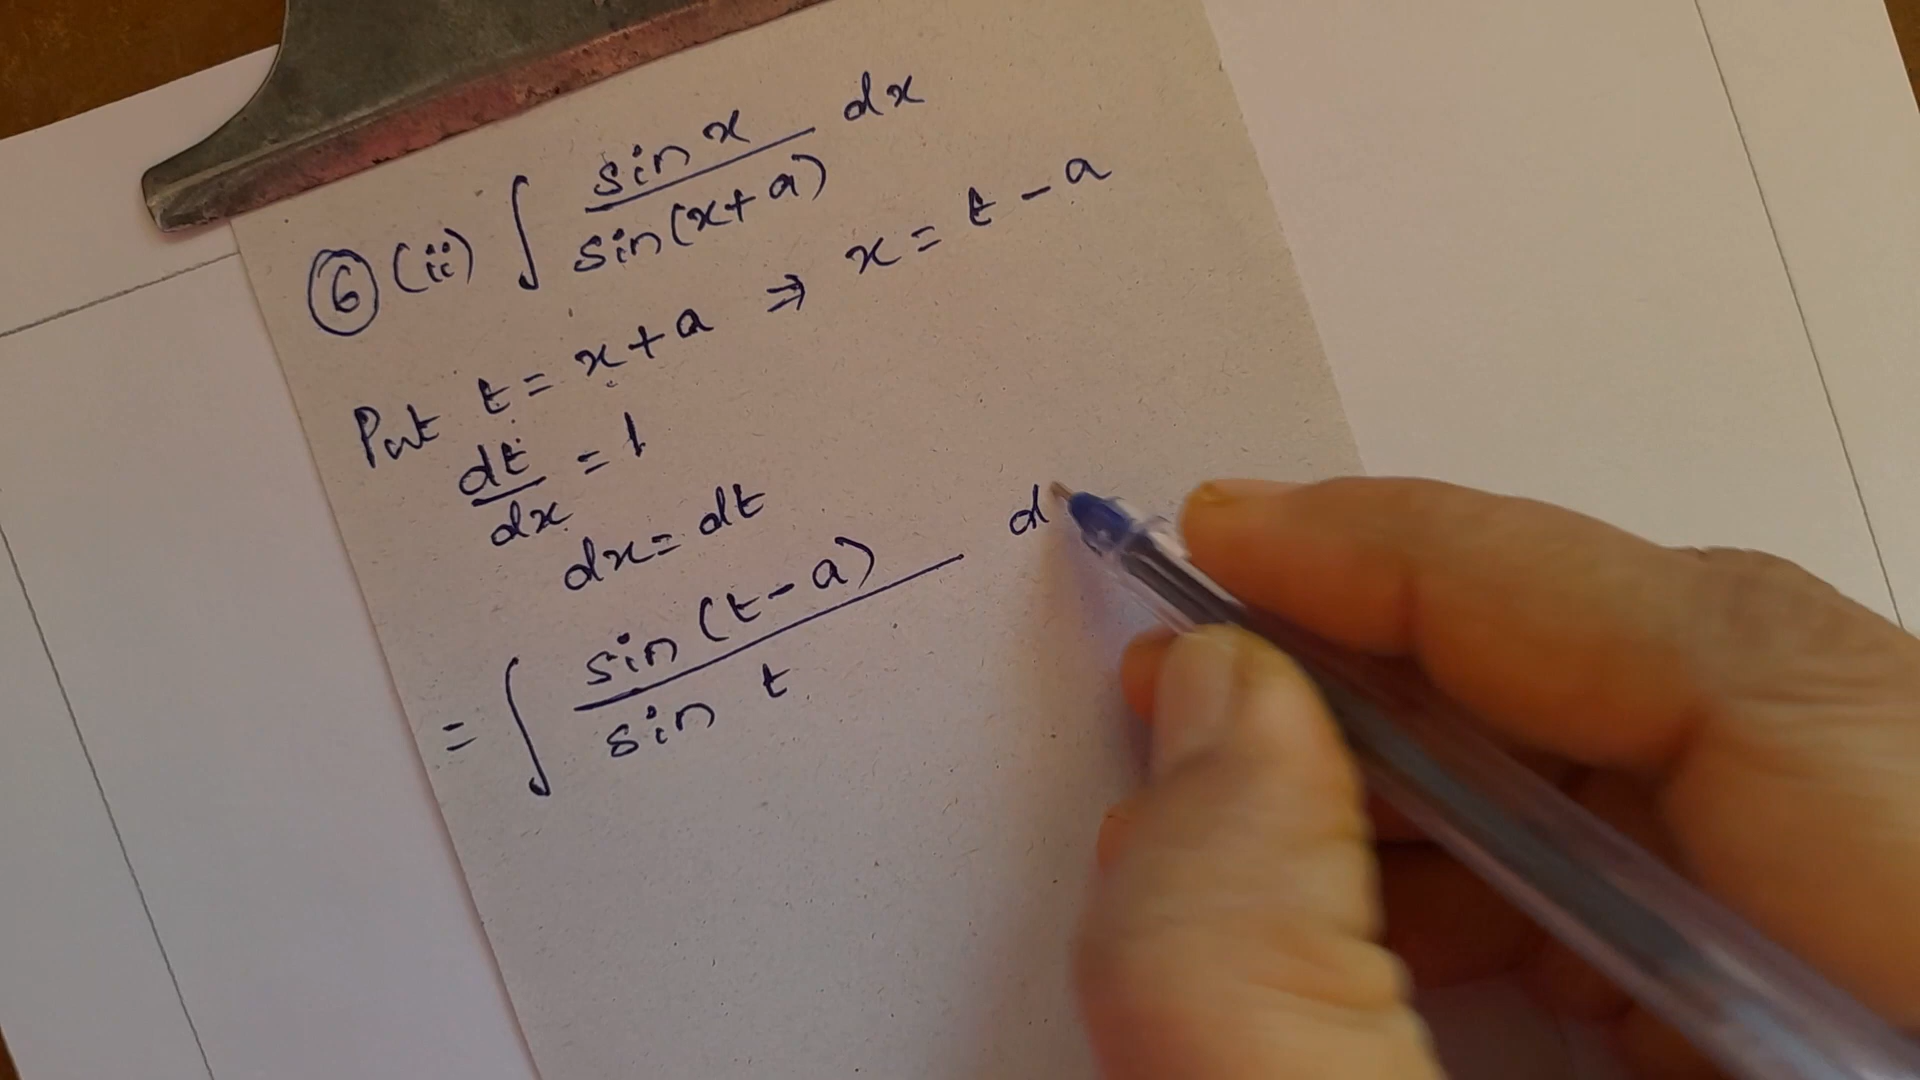 ⑥ (ii) ∫ sin x / sin(x+a) dx
Put t = x+a ⇒ x = t - a
dt/dx = 1
dx = dt
= ∫ sin (t-a) / sin t d